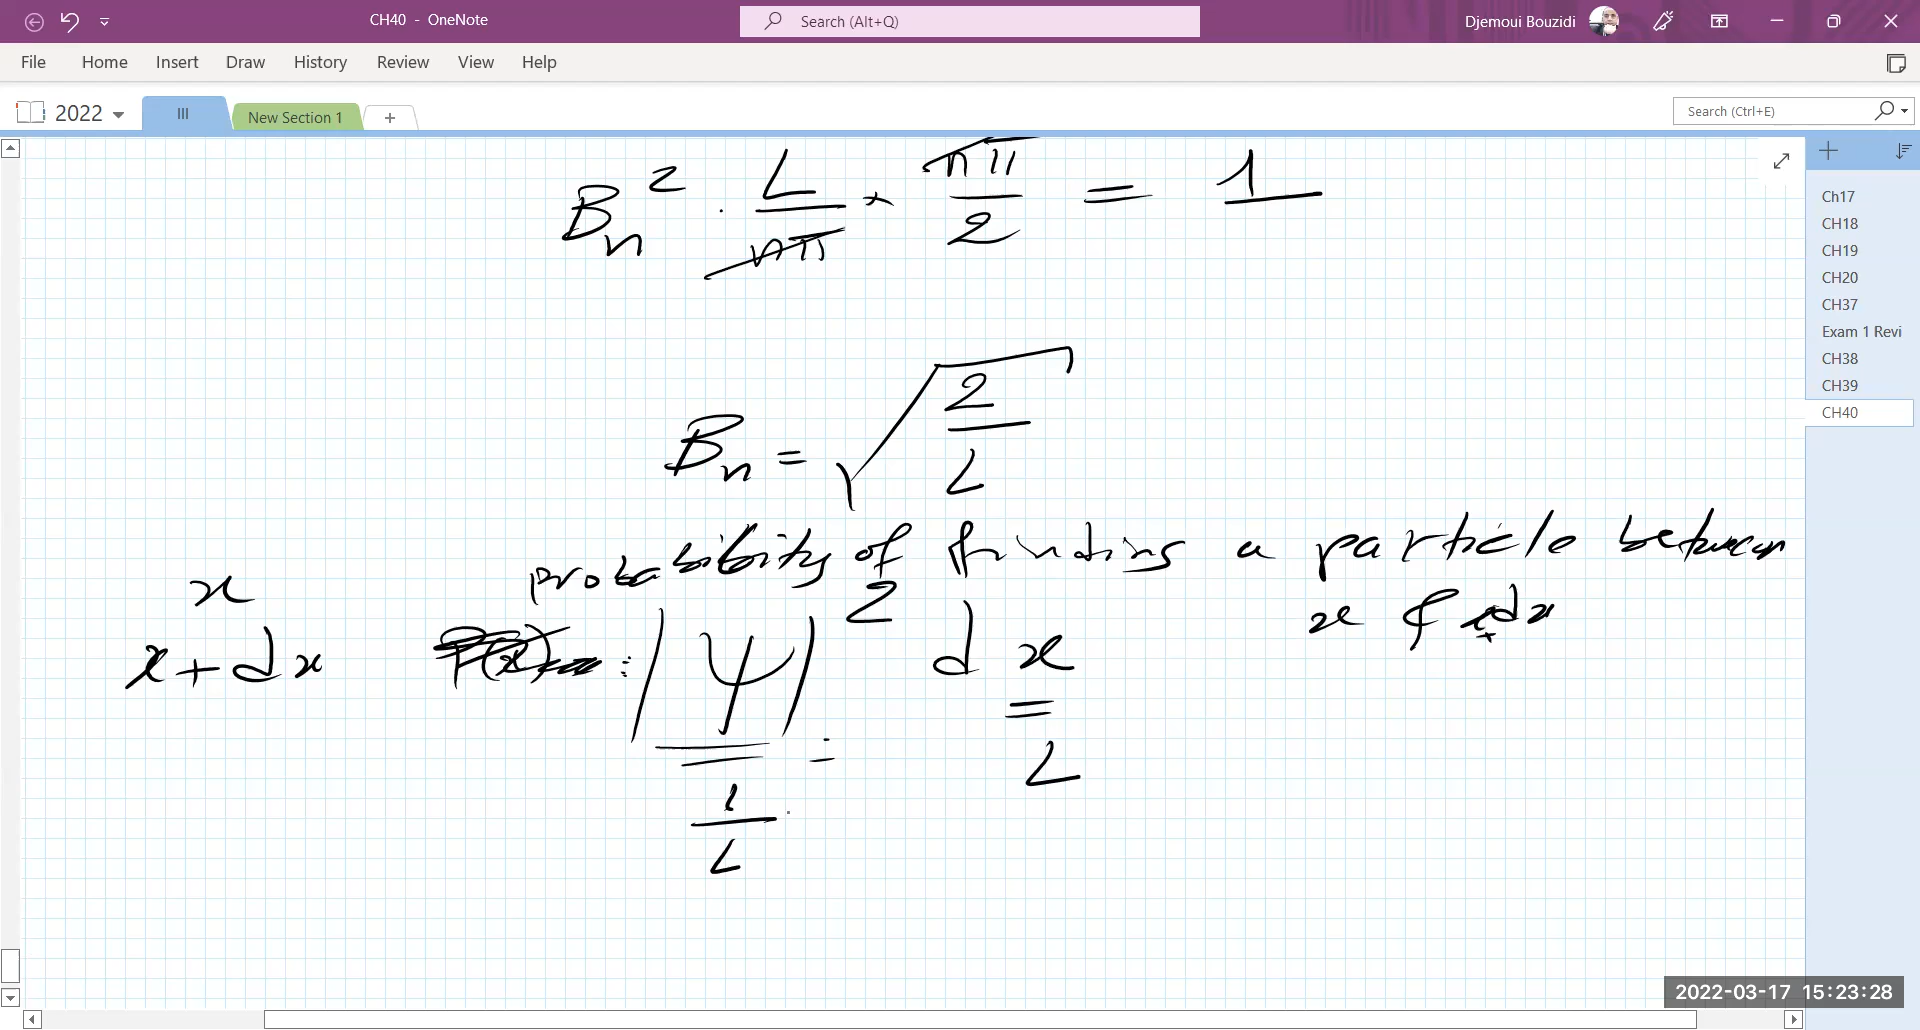 CH40 - OneNote
Search (Alt+Q)
Djemoui Bouzidi
File Home Insert Draw History Review View Help
2022 III New Section 1 +
Search (Ctrl+E)
Bn² · L/nπ * nπ/2 = 1
Bn = √(2/L)
probability of finding a particle between
x & x+dx
x
x+dx
P(x) : |ψ|² dx
= = L
1/L
Ch17
CH18
CH19
CH20
CH37
Exam 1 Revi
CH38
CH39
CH40
2022-03-17 15:23:28